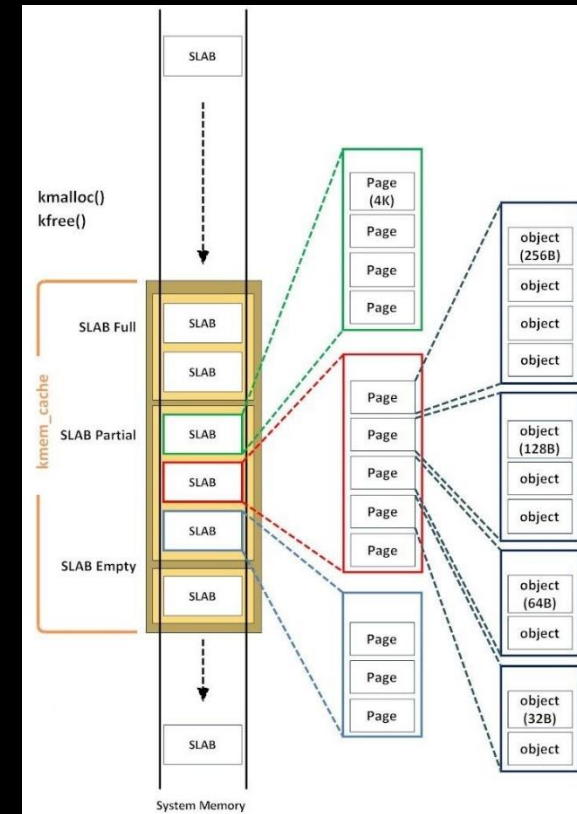 SLAB
kmalloc()
kfree()
kmem_cache
SLAB Full
SLAB Partial
SLAB Empty
SLAB
SLAB
SLAB
SLAB
SLAB
SLAB
SLAB
System Memory
Page
(4K)
Page
Page
Page
Page
Page
Page
Page
Page
Page
Page
object
(256B)
object
object
object
object
(128B)
object
object
object
(64B)
object
object
(32B)
object